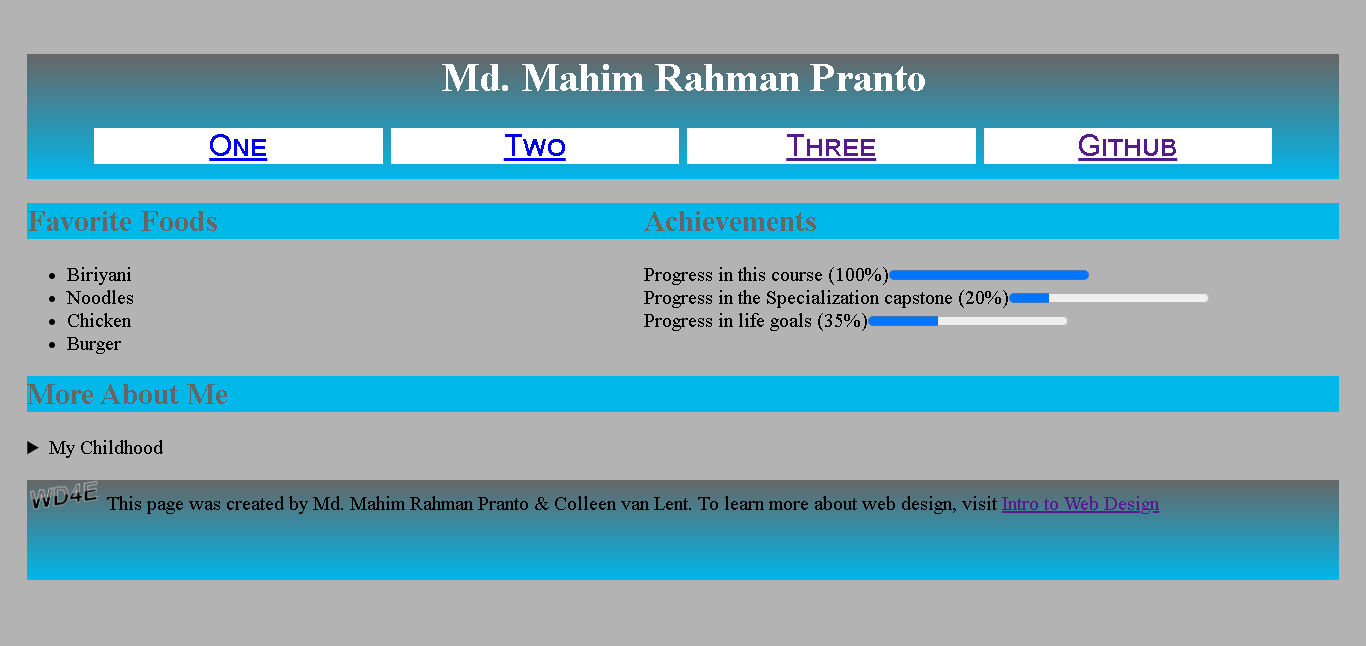 Md. Mahim Rahman Pranto
One Two Three Github
Favorite Foods
Biriyani
Noodles
Chicken
Burger
Achievements
Progress in this course (100%)
Progress in the Specialization capstone (20%)
Progress in life goals (35%)
More About Me
My Childhood
WD4E This page was created by Md. Mahim Rahman Pranto & Colleen van Lent. To learn more about web design, visit Intro to Web Design